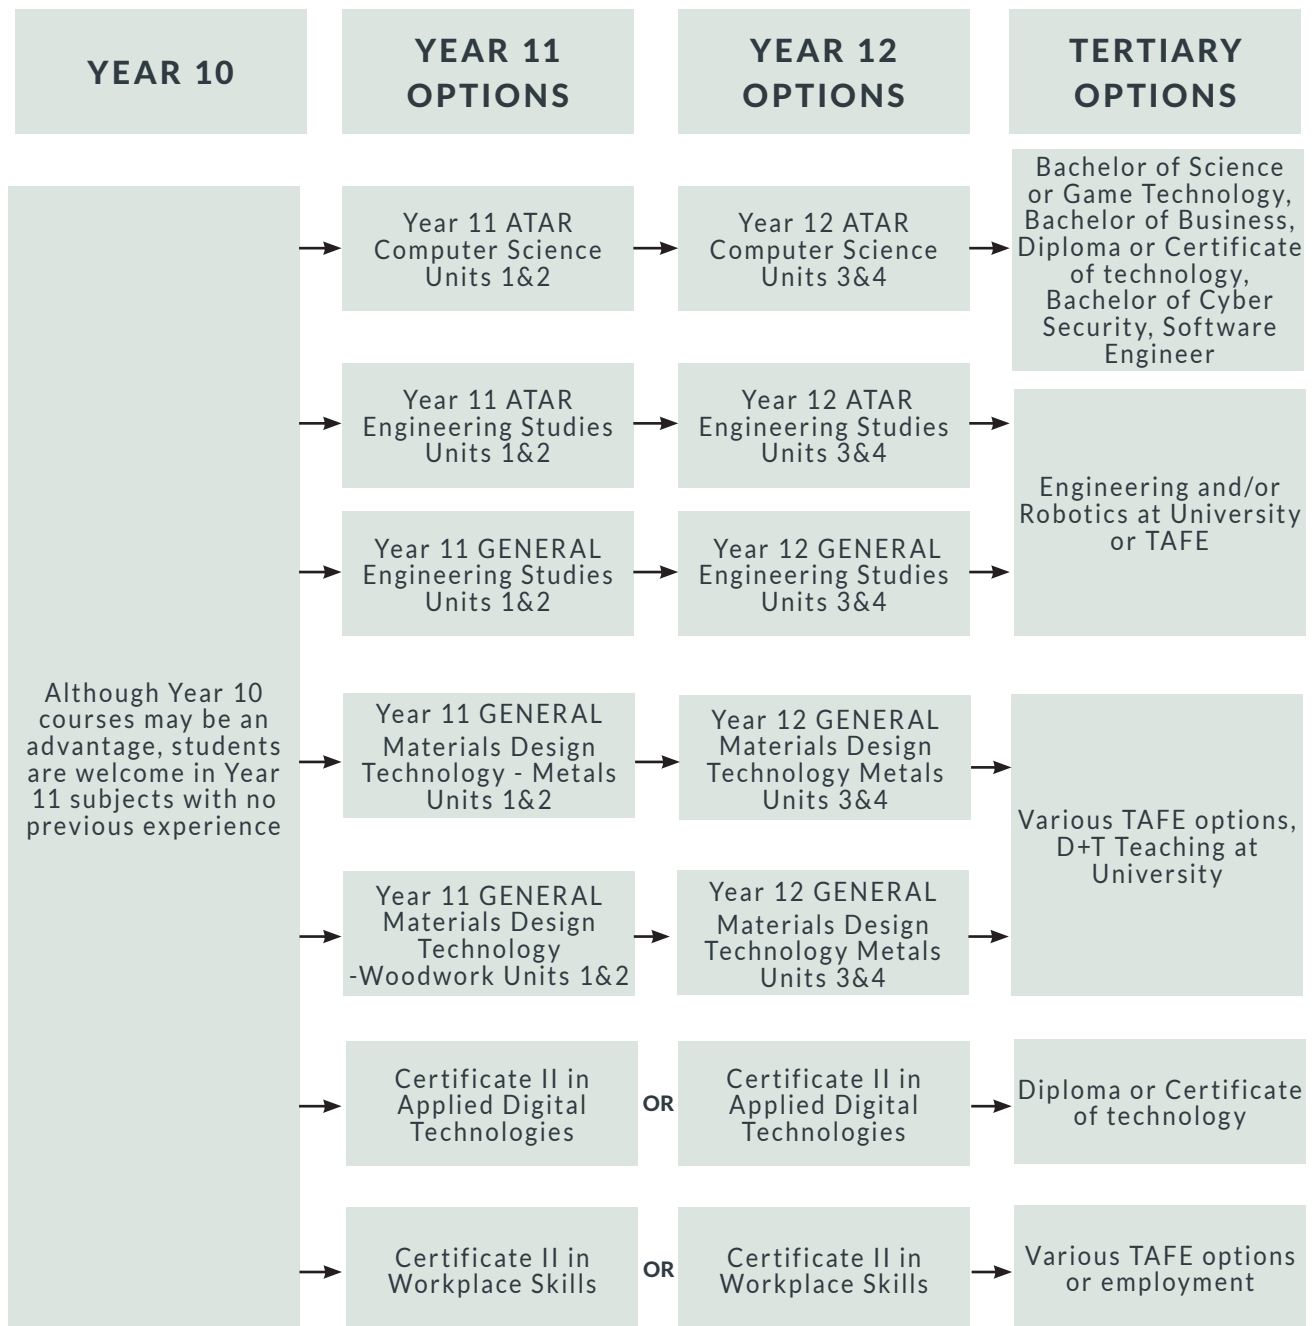 YEAR 10
YEAR 11
OPTIONS
YEAR 12
OPTIONS
TERTIARY
OPTIONS
Although Year 10
courses may be an
advantage, students
are welcome in Year
11 subjects with no
previous experience
Year 11 ATAR
Computer Science
Units 1&2
Year 12 ATAR
Computer Science
Units 3&4
Bachelor of Science
or Game Technology,
Bachelor of Business,
Diploma or Certificate
of technology,
Bachelor of Cyber
Security, Software
Engineer
Year 11 ATAR
Engineering Studies
Units 1&2
Year 12 ATAR
Engineering Studies
Units 3&4
Engineering and/or
Robotics at University
or TAFE
Year 11 GENERAL
Engineering Studies
Units 1&2
Year 12 GENERAL
Engineering Studies
Units 3&4
Year 11 GENERAL
Materials Design
Technology - Metals
Units 1&2
Year 12 GENERAL
Materials Design
Technology Metals
Units 3&4
Various TAFE options,
D+T Teaching at
University
Year 11 GENERAL
Materials Design
Technology
-Woodwork Units 1&2
Year 12 GENERAL
Materials Design
Technology Metals
Units 3&4
Certificate II in
Applied Digital
Technologies
OR
Certificate II in
Applied Digital
Technologies
Diploma or Certificate
of technology
Certificate II in
Workplace Skills
OR
Certificate II in
Workplace Skills
Various TAFE options
or employment